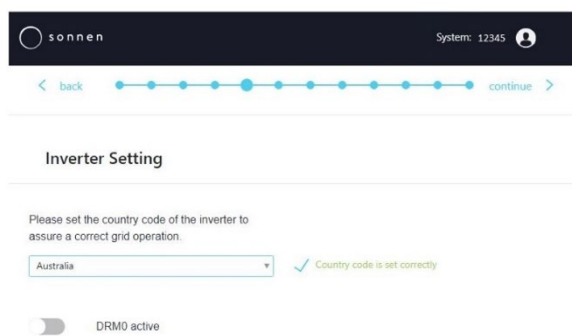 sonnen
System: 12345
back
continue
Inverter Setting
Please set the country code of the inverter to
assure a correct grid operation.
Australia
Country code is set correctly
DRM0 active